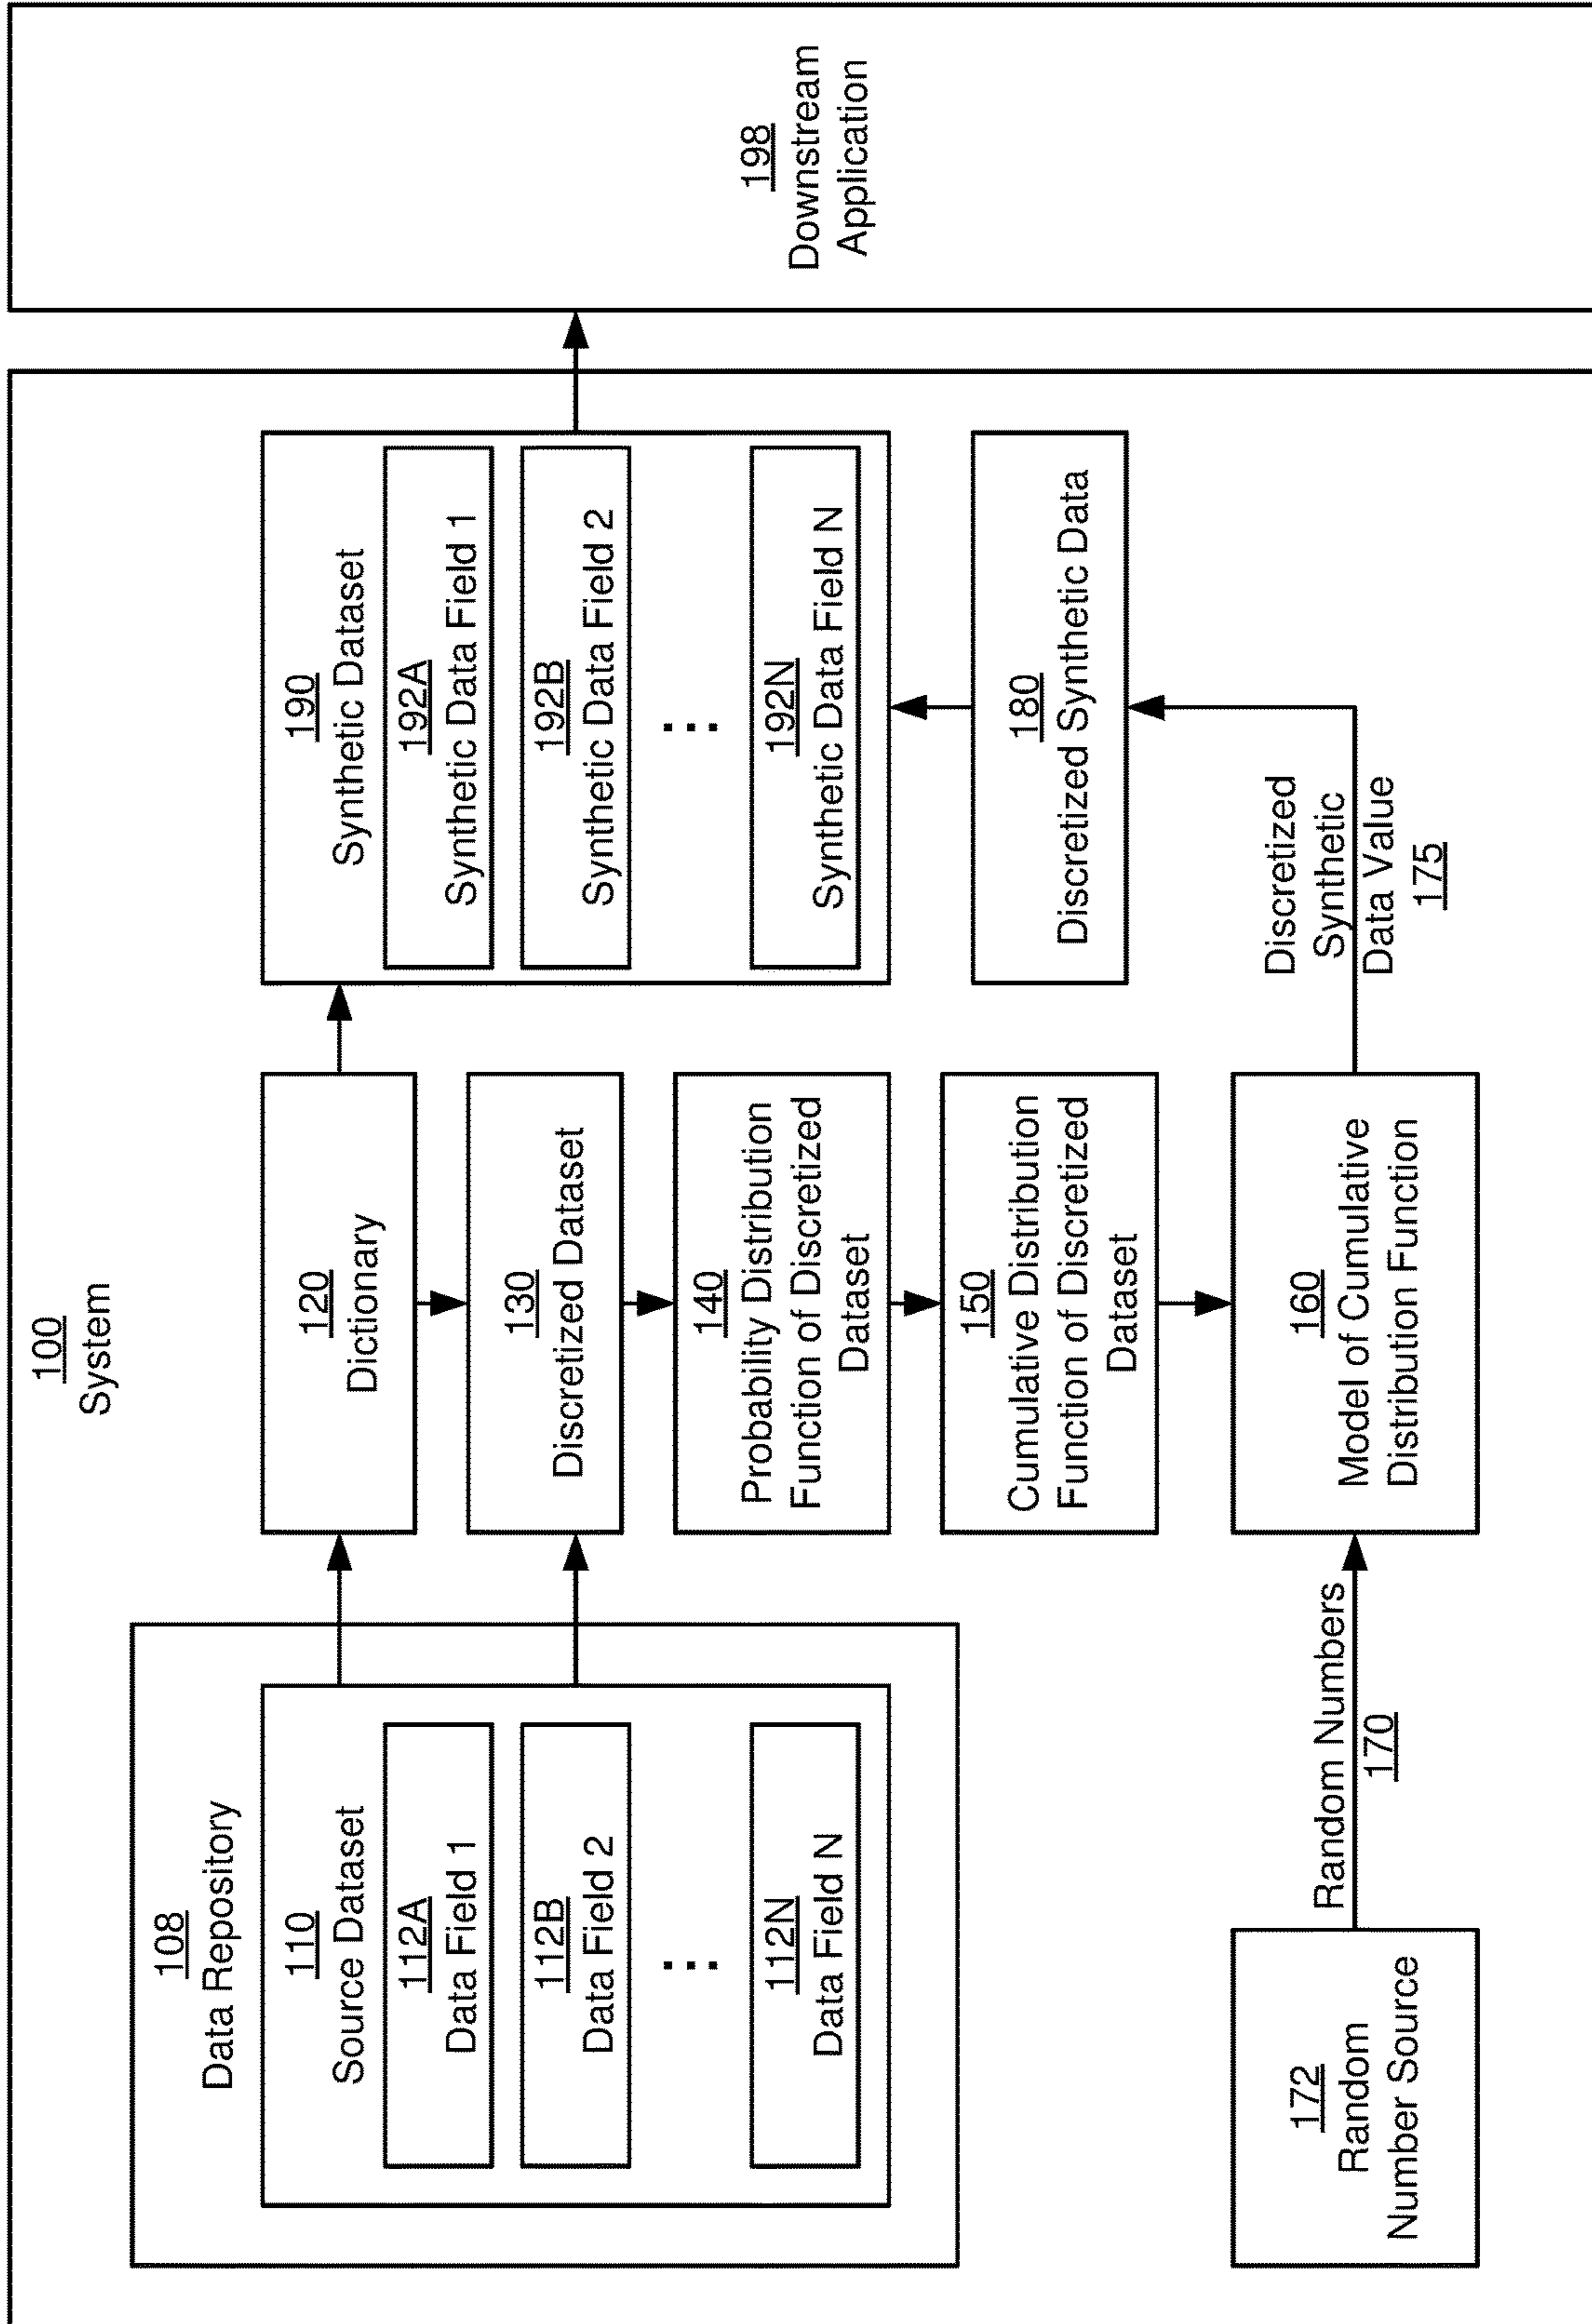 100
System
108
Data Repository
110
Source Dataset
112A
Data Field 1
112B
Data Field 2
...
112N
Data Field N
120
Dictionary
130
Discretized Dataset
140
Probability Distribution
Function of Discretized
Dataset
150
Cumulative Distribution
Function of Discretized
Dataset
172
Random
Number Source
Random Numbers
170
160
Model of Cumulative
Distribution Function
Discretized
Synthetic
Data Value
175
180
Discretized Synthetic Data
190
Synthetic Dataset
192A
Synthetic Data Field 1
192B
Synthetic Data Field 2
...
192N
Synthetic Data Field N
198
Downstream
Application